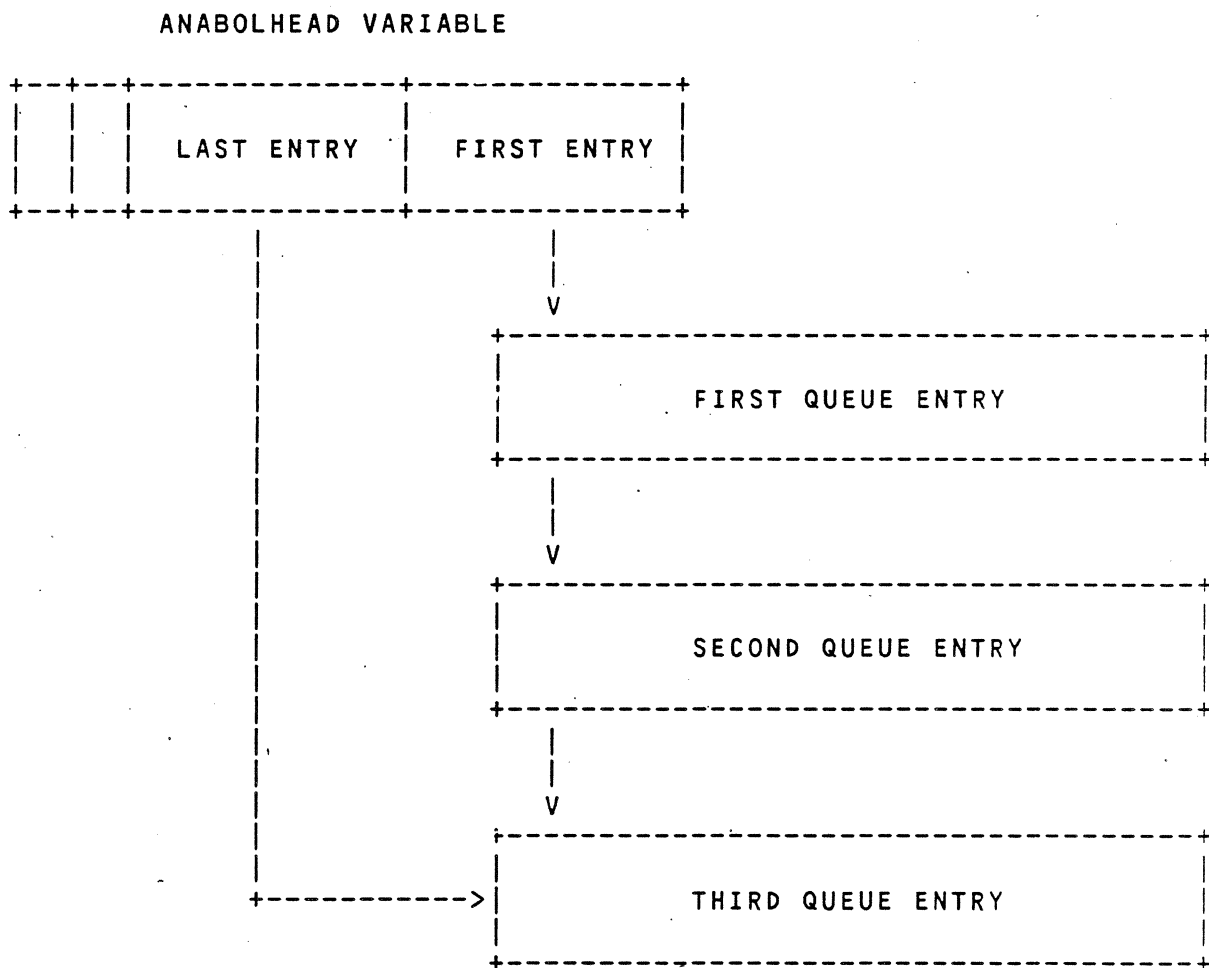 ANABOLHEAD VARIABLE
LAST ENTRY FIRST ENTRY
FIRST QUEUE ENTRY
SECOND QUEUE ENTRY
THIRD QUEUE ENTRY